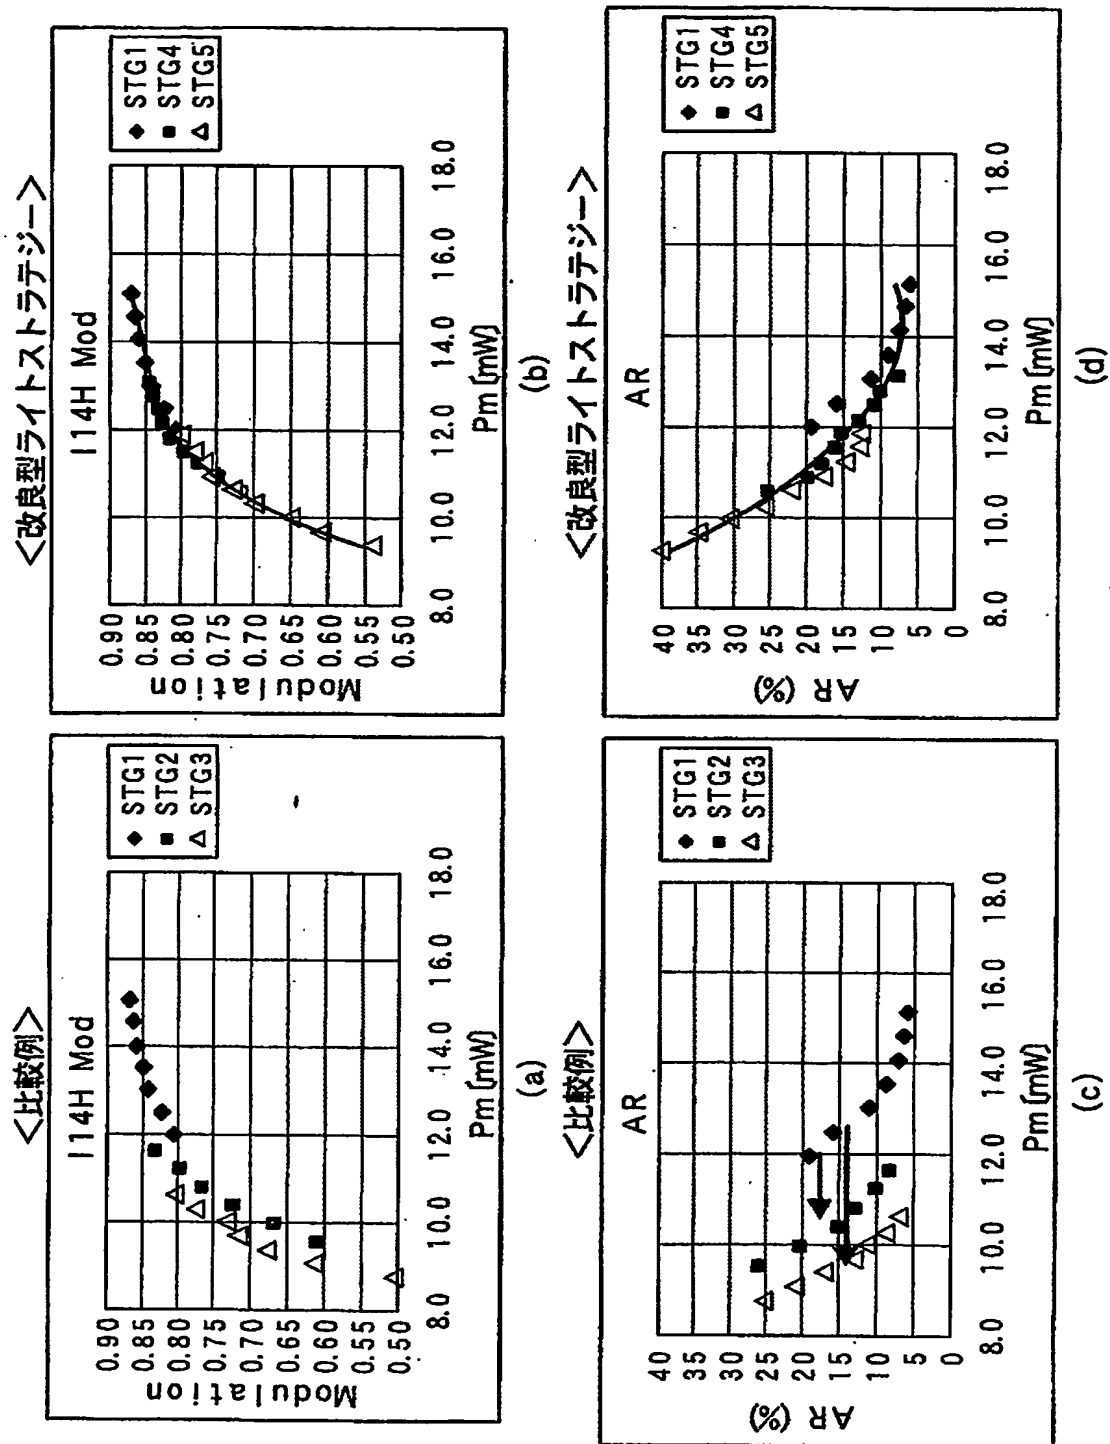 <比較例>
I14H Mod
Modulation
0.90
0.85
0.80
0.75
0.70
0.65
0.60
0.55
0.50
8.0 10.0 12.0 14.0 16.0 18.0
Pm[mW]
◆ STG1
■ STG2
△ STG3
(a)
<改良型ライトストラテジー>
I14H Mod
Modulation
0.90
0.85
0.80
0.75
0.70
0.65
0.60
0.55
0.50
8.0 10.0 12.0 14.0 16.0 18.0
Pm[mW]
◆ STG1
■ STG4
△ STG5
(b)
<比較例>
AR
AR (%)
40
35
30
25
20
15
10
5
0
8.0 10.0 12.0 14.0 16.0 18.0
Pm[mW]
◆ STG1
■ STG2
△ STG3
(c)
<改良型ライトストラテジー>
AR
AR (%)
40
35
30
25
20
15
10
5
0
8.0 10.0 12.0 14.0 16.0 18.0
Pm[mW]
◆ STG1
■ STG4
△ STG5
(d)